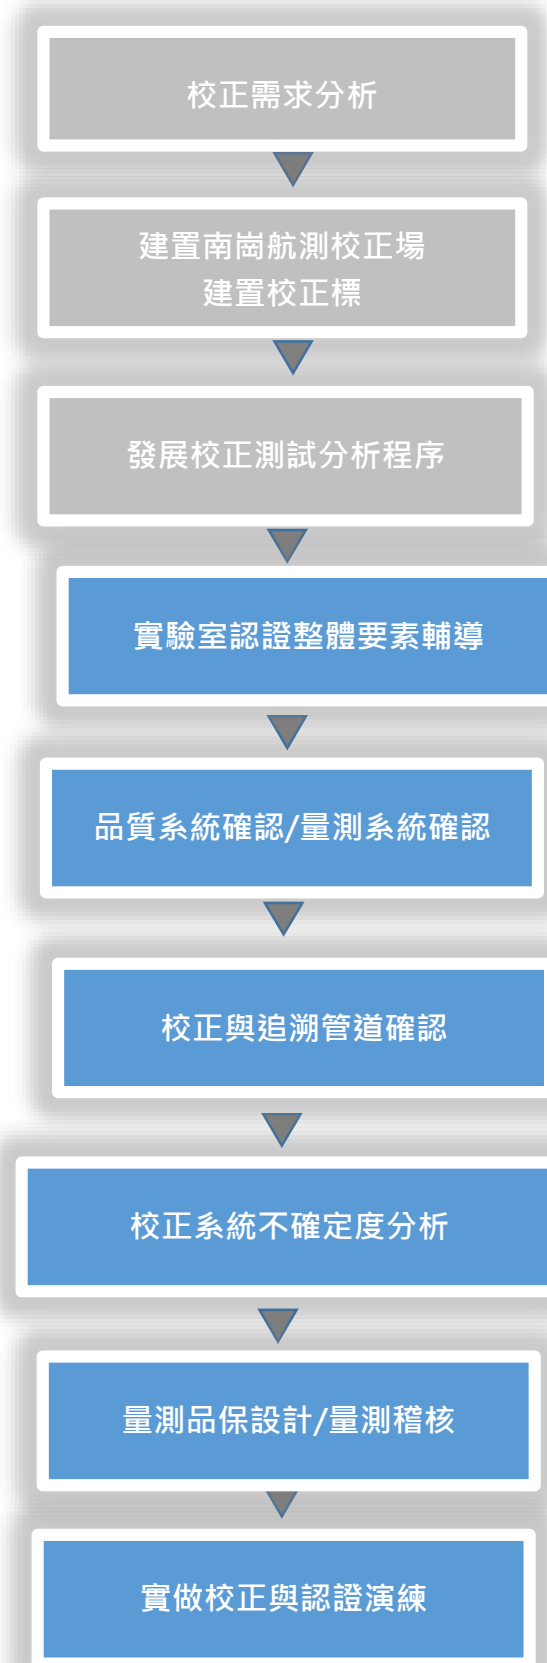 校正需求分析
建置南崗航測校正場
建置校正標
發展校正測試分析程序
實驗室認證整體要素輔導
品質系統確認/量測系統確認
校正與追溯管道確認
校正系統不確定度分析
量測品保設計/量測稽核
實做校正與認證演練